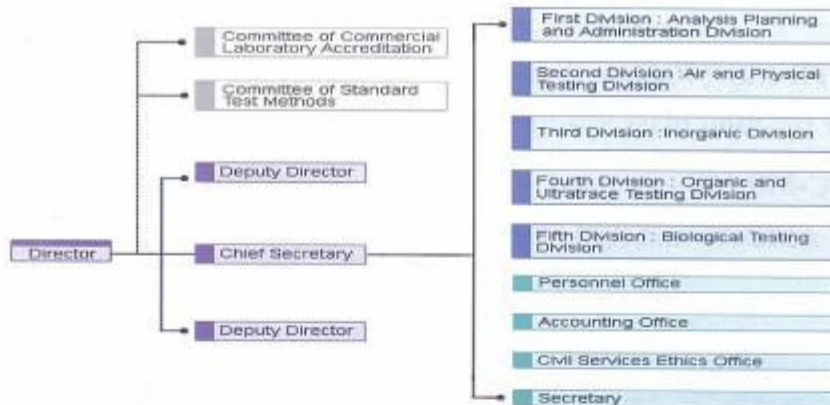 Committee of Commercial
Laboratory Accreditation
Committee of Standard
Test Methods
Deputy Director
Director
Chief Secretary
Deputy Director
First Division : Analysis Planning
and Administration Division
Second Division :Air and Physical
Testing Division
Third Division :Inorganic Division
Fourth Division : Organic and
Ultratrace Testing Division
Fifth Division : Biological Testing
Division
Personnel Office
Accounting Office
Civil Services Ethics Office
Secretary